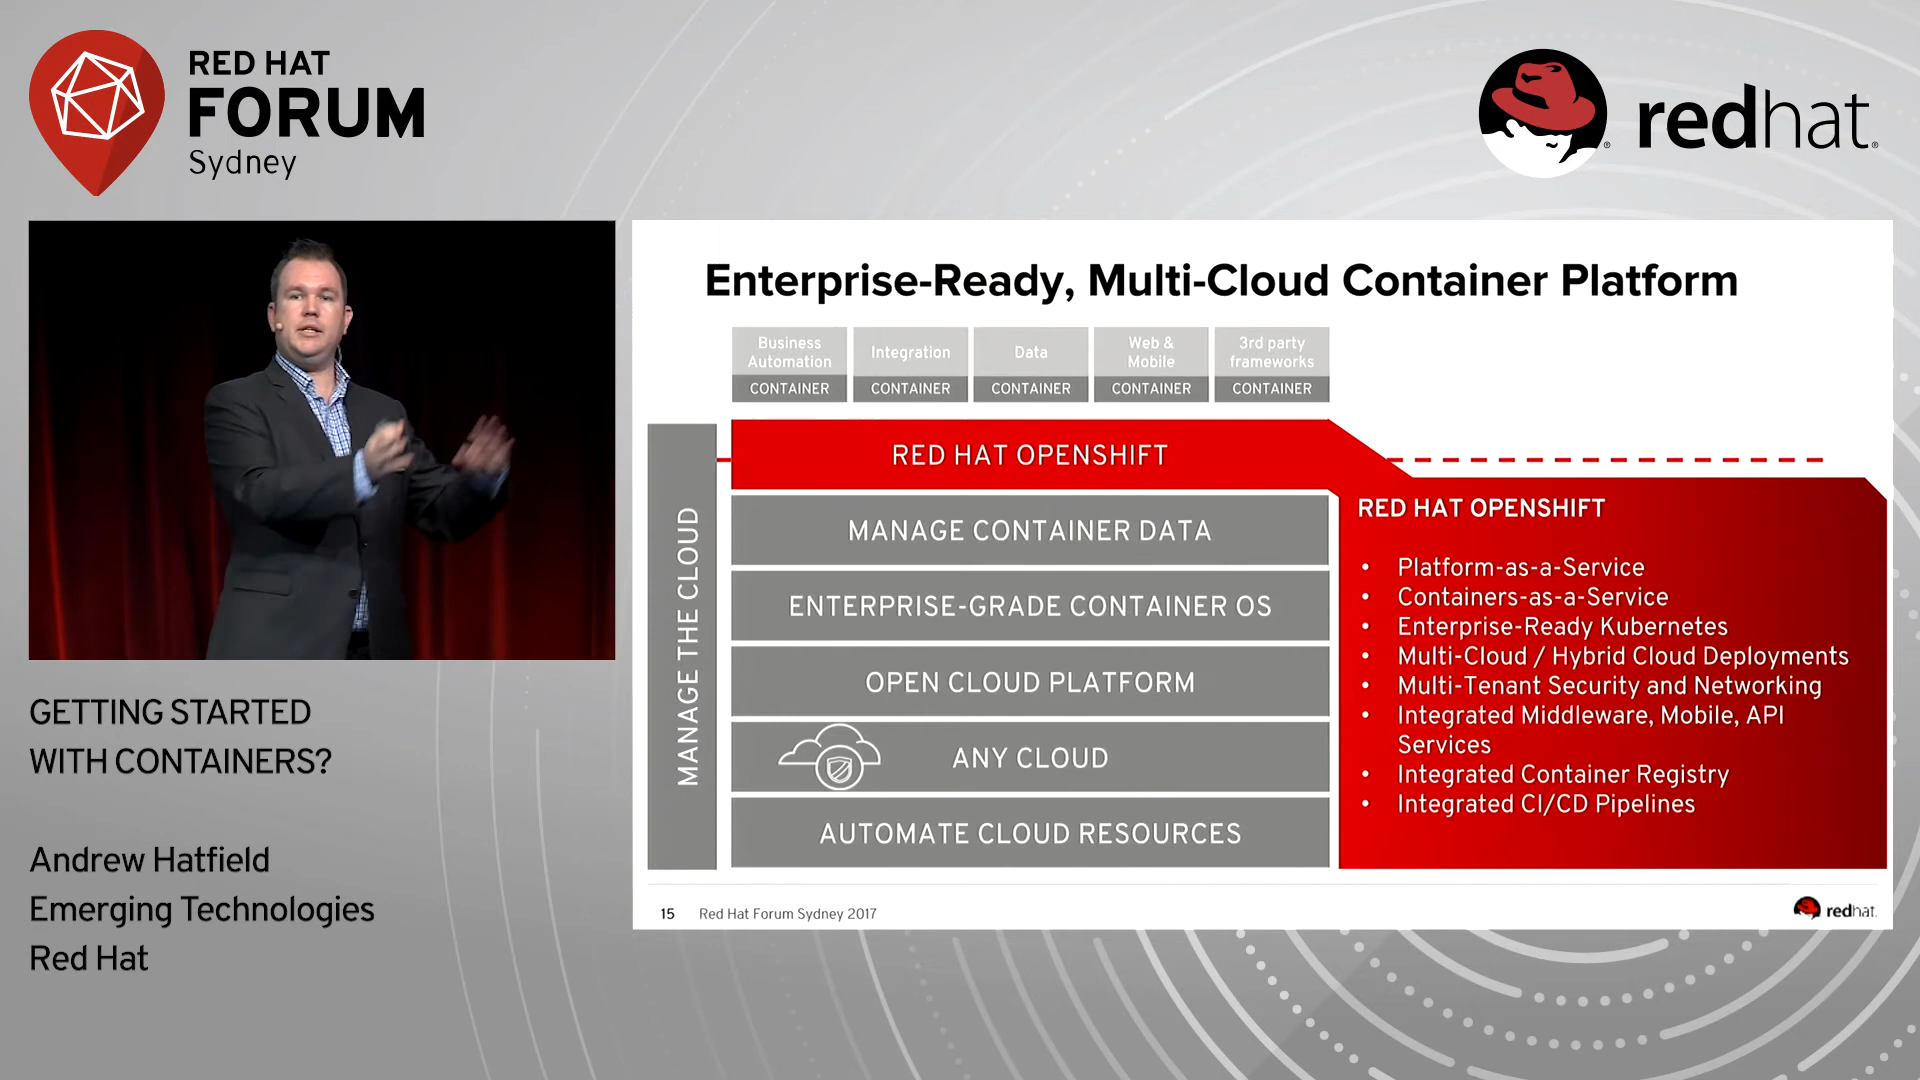 RED HAT
FORUM
Sydney
redhat.
GETTING STARTED
WITH CONTAINERS?
Andrew Hatfield
Emerging Technologies
Red Hat
Enterprise-Ready, Multi-Cloud Container Platform
Business
Automation
CONTAINER
Integration
CONTAINER
Data
CONTAINER
Web &
Mobile
CONTAINER
3rd party
frameworks
CONTAINER
MANAGE THE CLOUD
RED HAT OPENSHIFT
MANAGE CONTAINER DATA
ENTERPRISE-GRADE CONTAINER OS
OPEN CLOUD PLATFORM
ANY CLOUD
AUTOMATE CLOUD RESOURCES
RED HAT OPENSHIFT
• Platform-as-a-Service
• Containers-as-a-Service
• Enterprise-Ready Kubernetes
• Multi-Cloud / Hybrid Cloud Deployments
• Multi-Tenant Security and Networking
• Integrated Middleware, Mobile, API
Services
• Integrated Container Registry
• Integrated CI/CD Pipelines
15 Red Hat Forum Sydney 2017
redhat.